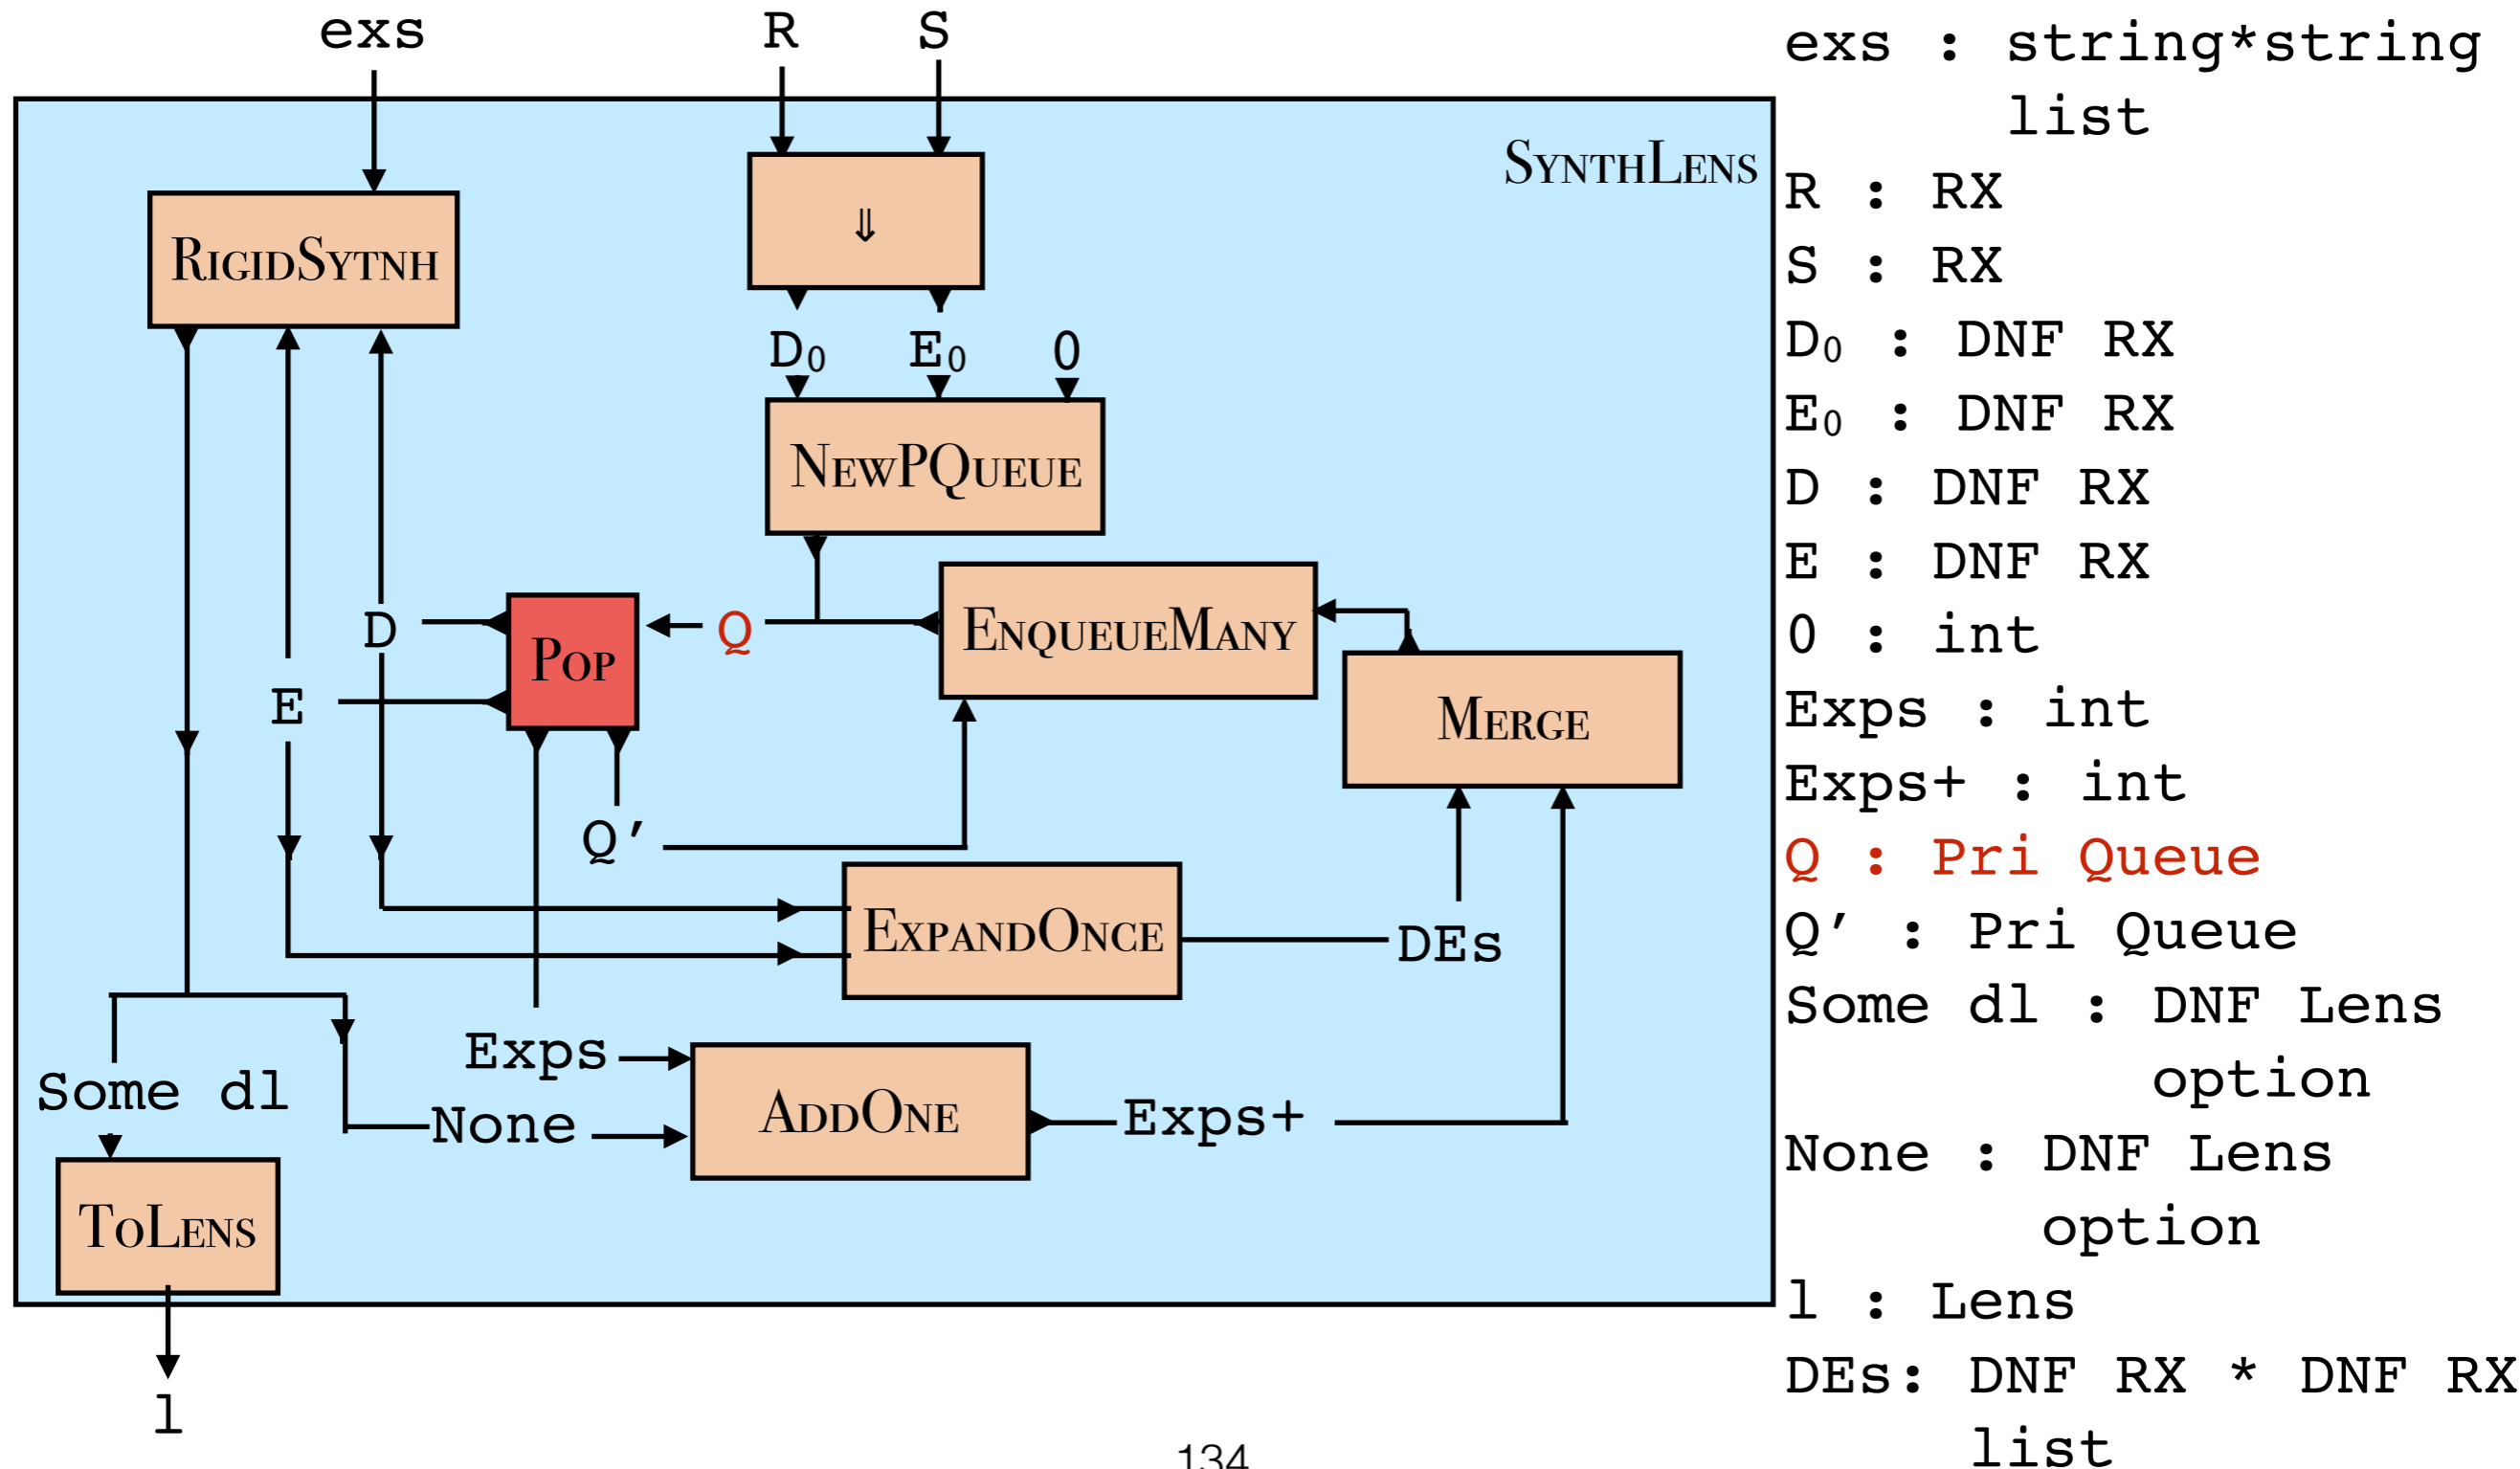 exs
R
S
SYNTHLENS
RIGIDSYTNH
⇓
D₀
E₀
0
NEWPQUEUE
D
POP
Q
ENQUEUEMANY
E
MERGE
Q’
EXPANDONCE
DEs
Exps
Some dl
None
ADDONE
Exps+
TOLENS
l
134
exs : string*string
list
R : RX
S : RX
D₀ : DNF RX
E₀ : DNF RX
D : DNF RX
E : DNF RX
0 : int
Exps : int
Exps+ : int
Q : Pri Queue
Q’ : Pri Queue
Some dl : DNF Lens
option
None : DNF Lens
option
l : Lens
DEs: DNF RX * DNF RX
list